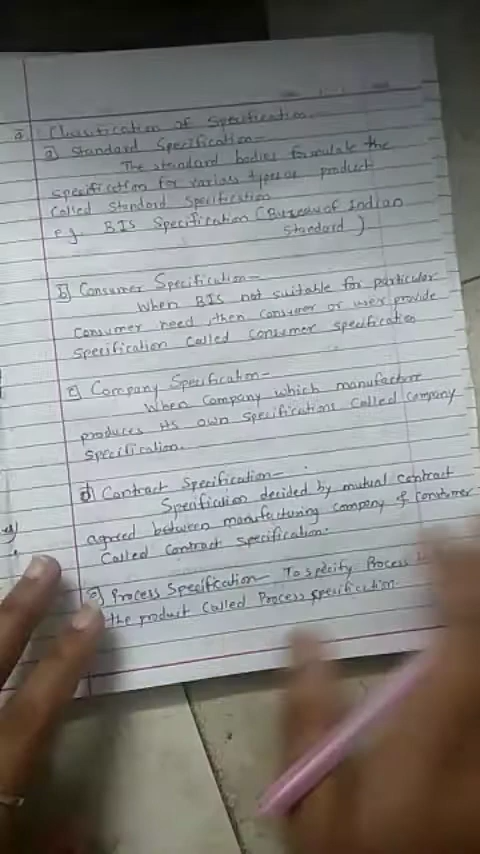 Classification of Specification.
a) Standard Specification-
The standard bodies formulate the
specification for various types of product
called Standard Specification
e.g. BIS Specification (Bureau of Indian
Standard)
b) Consumer Specification-
When BIS not suitable for particular
Consumer need, then consumer or user provide
specification called consumer specification
c) Company Specification-
When Company which manufacture
produces its own specifications called company
specification.
d) Contract Specification-
Specification decided by mutual contract
agreed between manufacturing company & consumer
called contract specification.
e) Process Specification- To specify Process
the product called Process specification.